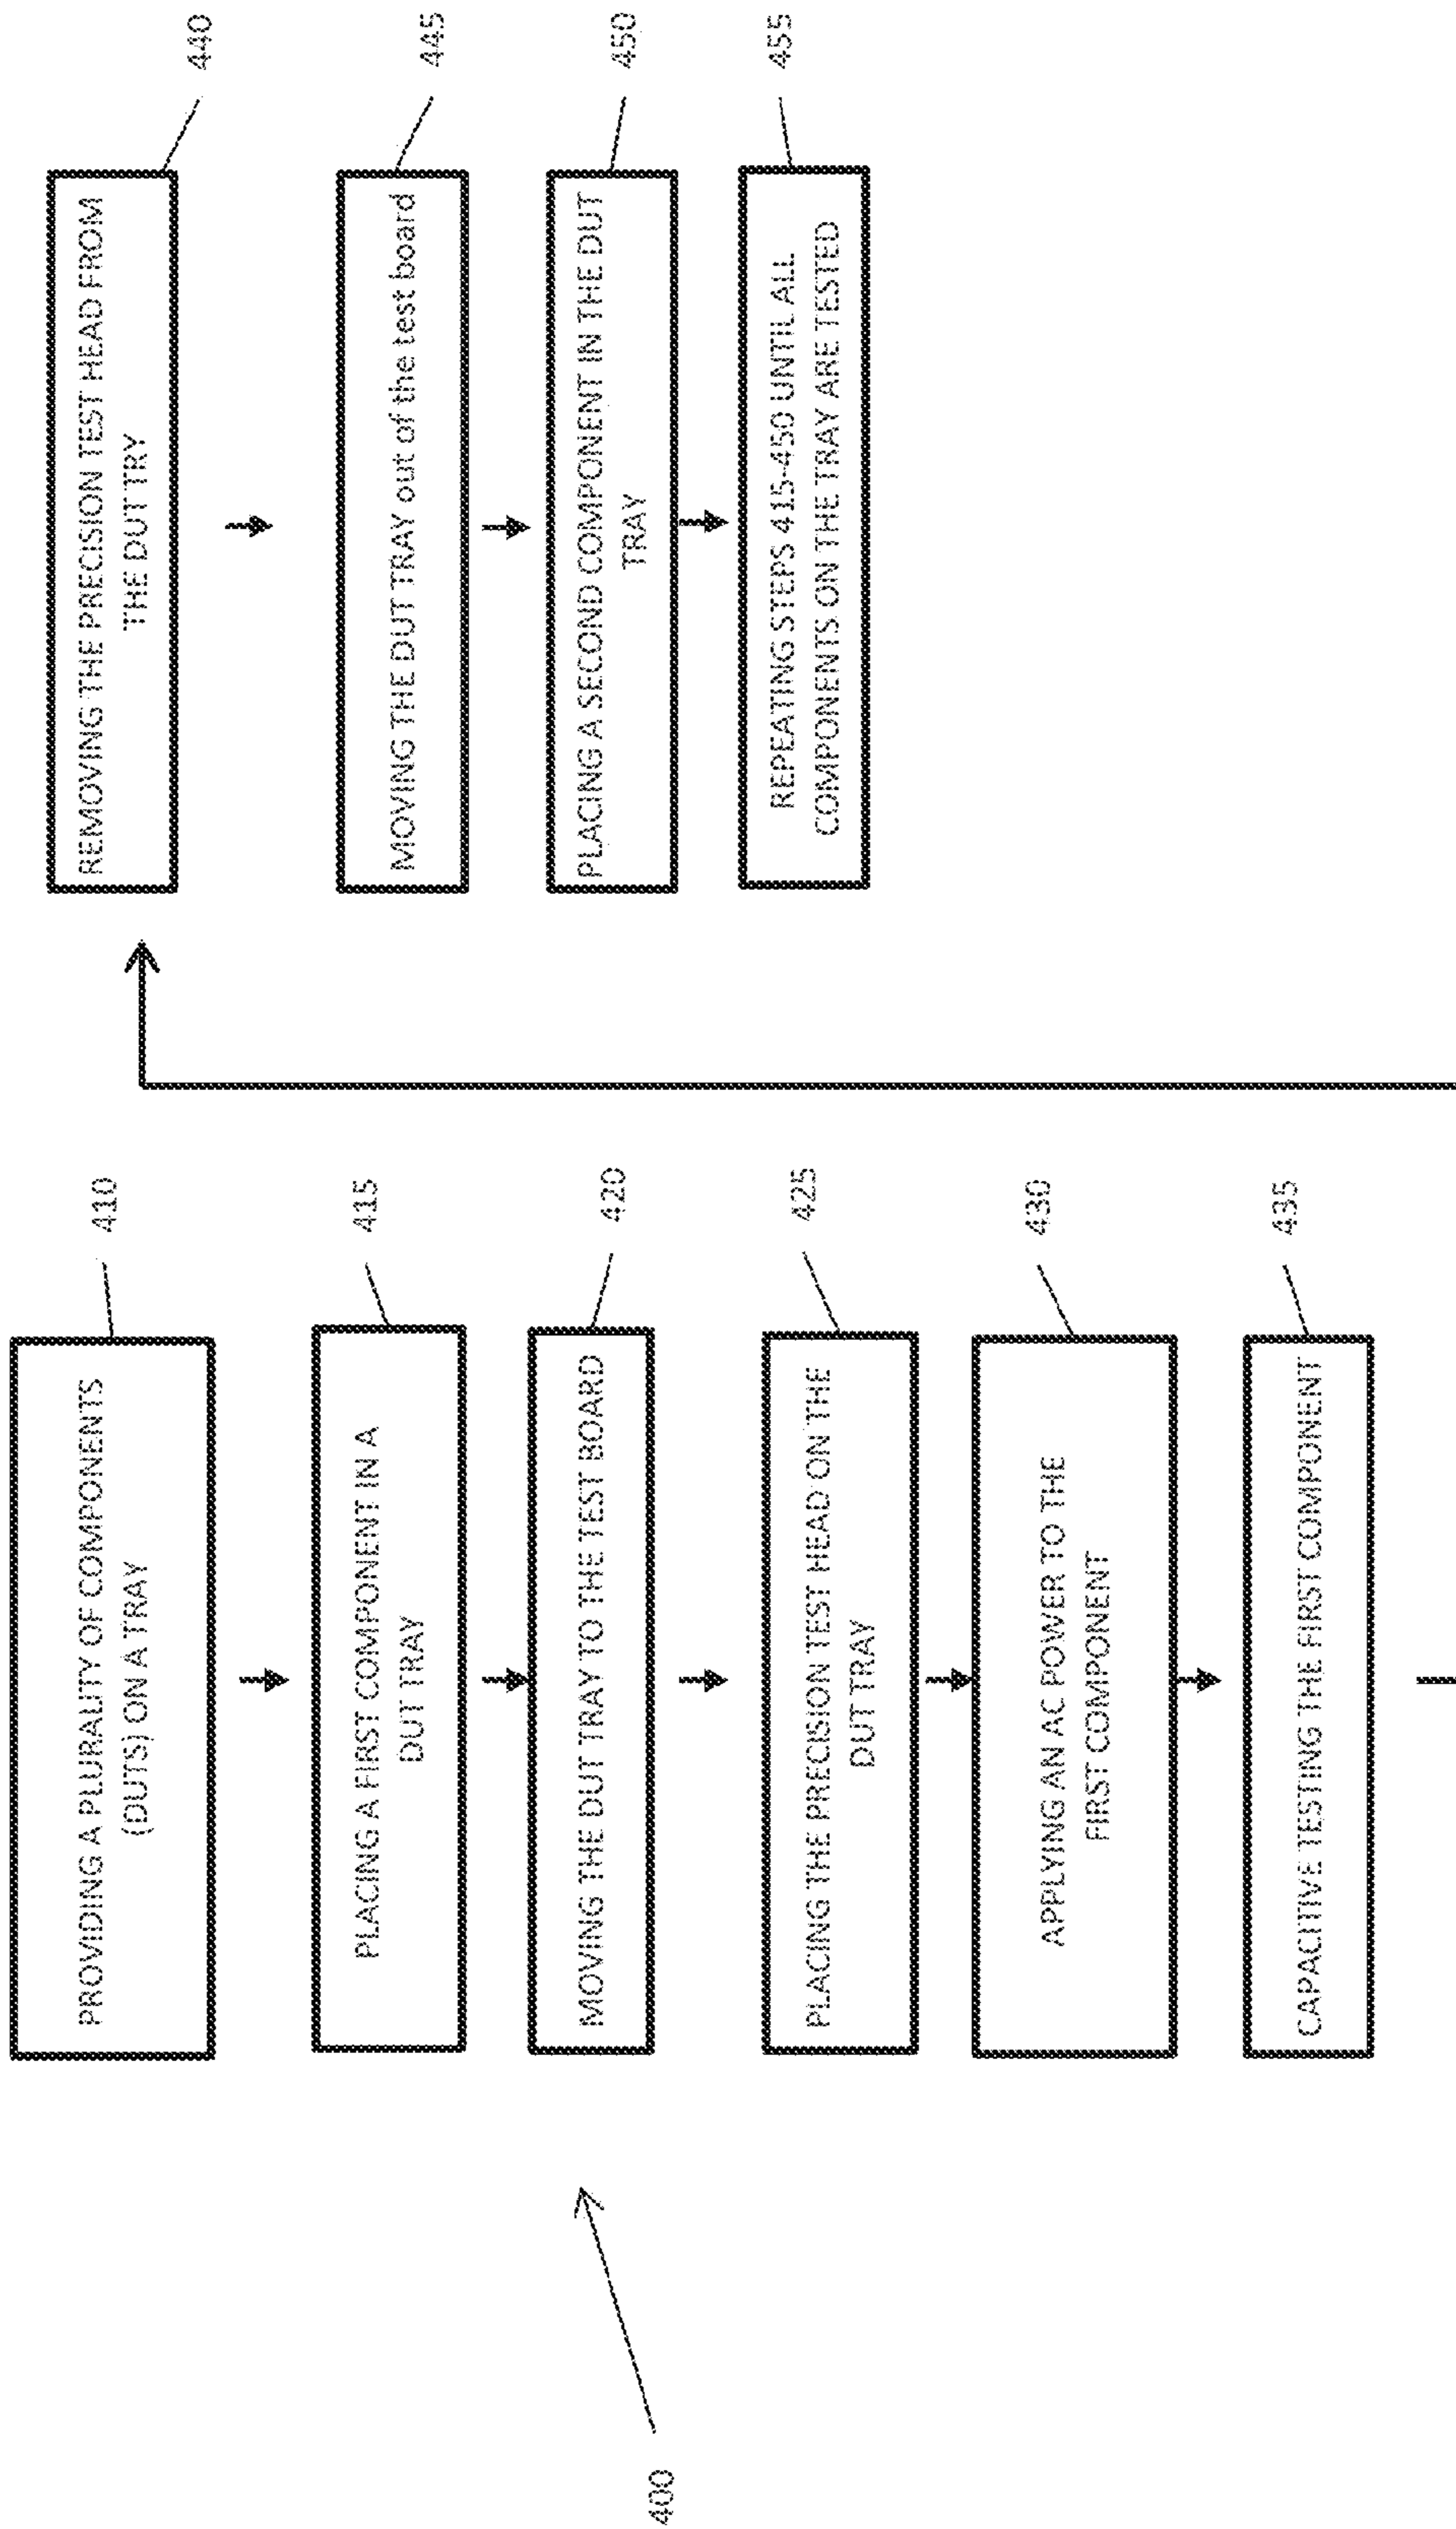 400
PROVIDING A PLURALITY OF COMPONENTS
(DUTS) ON A TRAY
410
PLACING A FIRST COMPONENT IN A
DUT TRAY
415
MOVING THE DUT TRAY TO THE TEST BOARD
420
PLACING THE PRECISION TEST HEAD ON THE
DUT TRAY
425
APPLYING AN AC POWER TO THE
FIRST COMPONENT
430
CAPACITIVE TESTING THE FIRST COMPONENT
435
REMOVING THE PRECISION TEST HEAD FROM
THE DUT TRY
440
MOVING THE DUT TRAY out of the test board
445
PLACING A SECOND COMPONENT IN THE DUT
TRAY
450
REPEATING STEPS 415-450 UNTIL ALL
COMPONENTS ON THE TRAY ARE TESTED
455